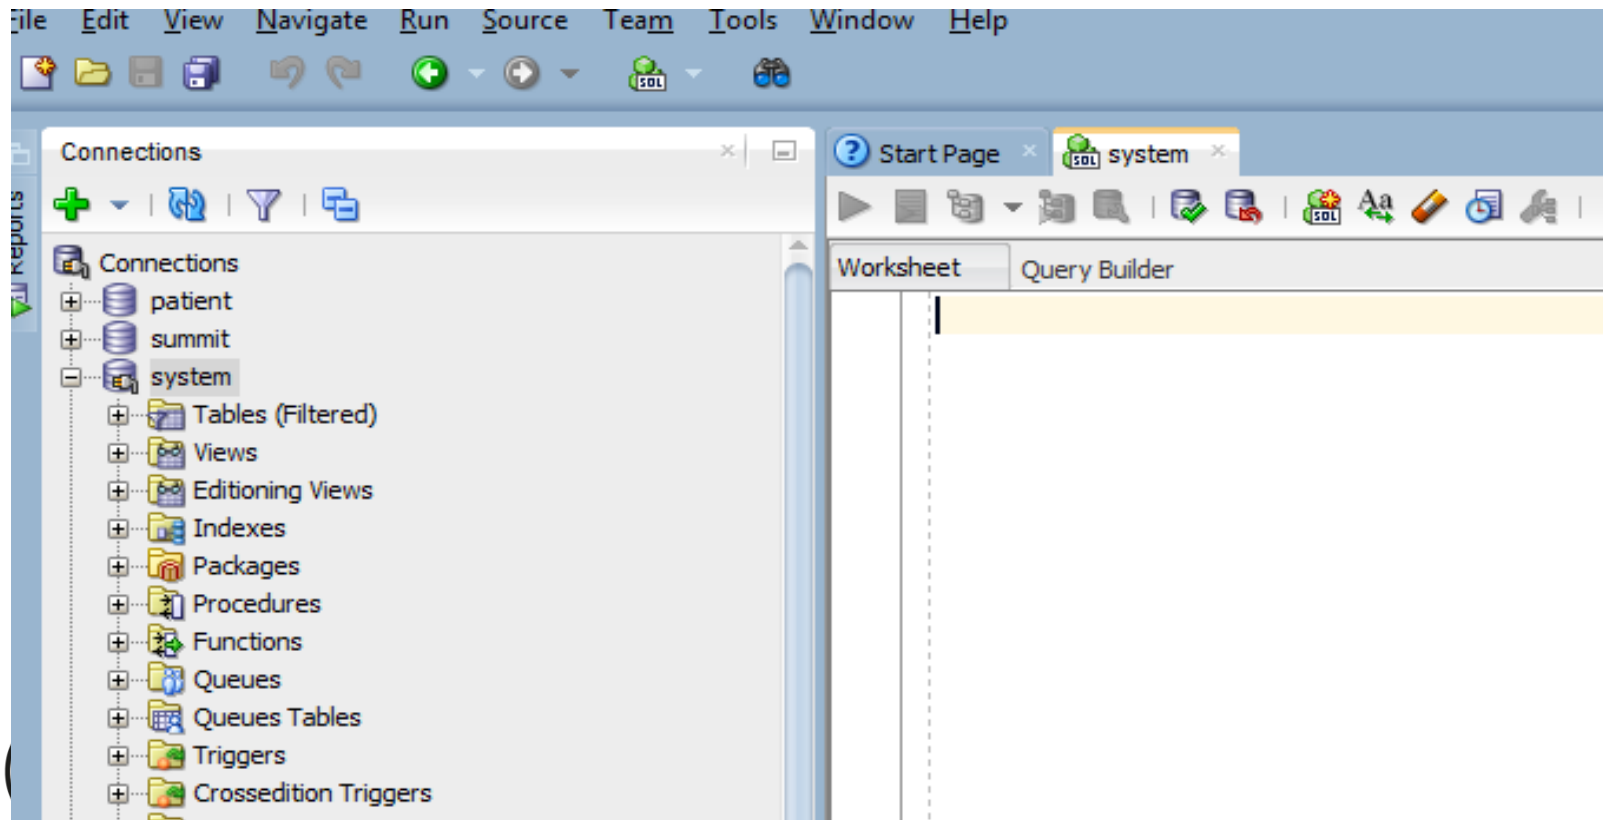 File Edit View Navigate Run Source Team Tools Window Help
Connections
Start Page
system
Reports
Worksheet
Query Builder
Connections
patient
summit
system
Tables (Filtered)
Views
Editioning Views
Indexes
Packages
Procedures
Functions
Queues
Queues Tables
Triggers
Crossedition Triggers